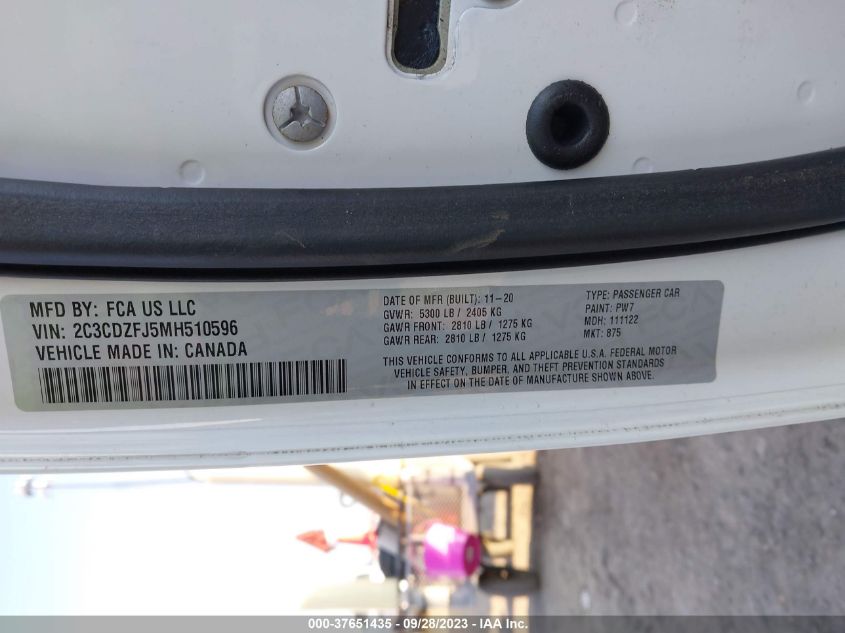 MFD BY: FCA US LLC
VIN: 2C3CDZFJ5MH510596
VEHICLE MADE IN: CANADA
DATE OF MFR (BUILT): 11-20
GVWR: 5300 LB / 2405 KG
GAWR FRONT: 2810 LB / 1275 KG
GAWR REAR: 2810 LB / 1275 KG
TYPE: PASSENGER CAR
PAINT: PW7
MDH: 111122
MKT: 875
THIS VEHICLE CONFORMS TO ALL APPLICABLE U.S.A. FEDERAL MOTOR
VEHICLE SAFETY, BUMPER, AND THEFT PREVENTION STANDARDS
IN EFFECT ON THE DATE OF MANUFACTURE SHOWN ABOVE.
000-37651435 - 09/28/2023 - IAA Inc.